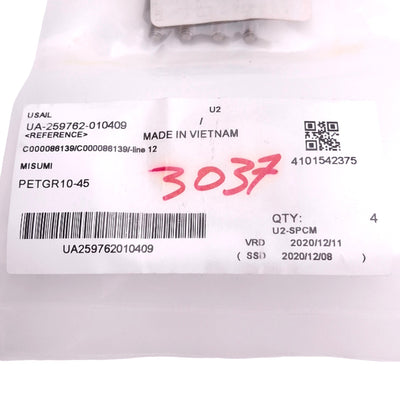 USAIL
U2
UA-259762-010409
/
<REFERENCE>
MADE IN VIETNAM
C000086139/C000086139/-line 12
4101542375
MISUMI
3037
PETGR10-45
QTY: 4
U2-SPCM
VRD 2020/12/11
( SSD 2020/12/08 )
UA259762010409